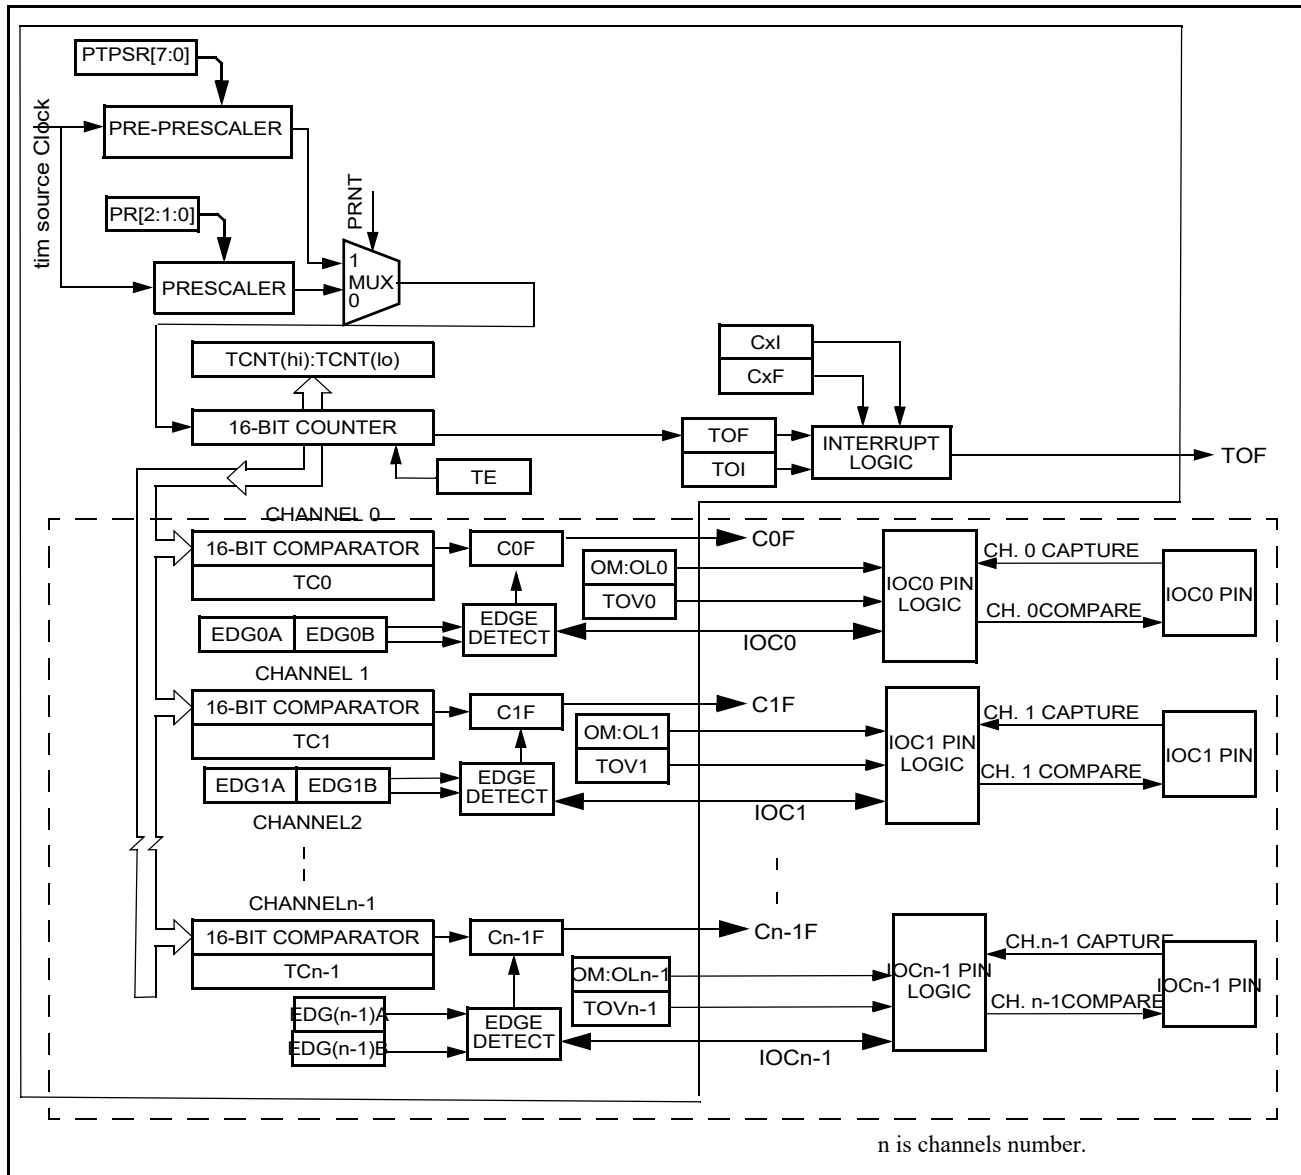 PTPSR[7:0]
tim source Clock
PRE-PRESCALER
PR[2:1:0]
PRNT
1
MUX
0
PRESCALER
TCNT(hi):TCNT(lo)
CxI
CxF
16-BIT COUNTER
TOF
TOI
INTERRUPT
LOGIC
TOF
TE
CHANNEL 0
16-BIT COMPARATOR
TC0
C0F
C0F
OM:OL0
TOV0
IOC0 PIN
LOGIC
CH. 0 CAPTURE
CH. 0COMPARE
IOC0 PIN
EDG0A
EDG0B
EDGE
DETECT
IOC0
CHANNEL 1
16-BIT COMPARATOR
TC1
C1F
C1F
OM:OL1
TOV1
IOC1 PIN
LOGIC
CH. 1 CAPTURE
CH. 1 COMPARE
IOC1 PIN
EDG1A
EDG1B
EDGE
DETECT
IOC1
CHANNEL2
CHANNELn-1
16-BIT COMPARATOR
TCn-1
Cn-1F
Cn-1F
OM:OLn-1
TOVn-1
IOCn-1 PIN
LOGIC
CH.n-1 CAPTURE
CH. n-1COMPARE
IOCn-1 PIN
EDG(n-1)A
EDG(n-1)B
EDGE
DETECT
IOCn-1
n is channels number.